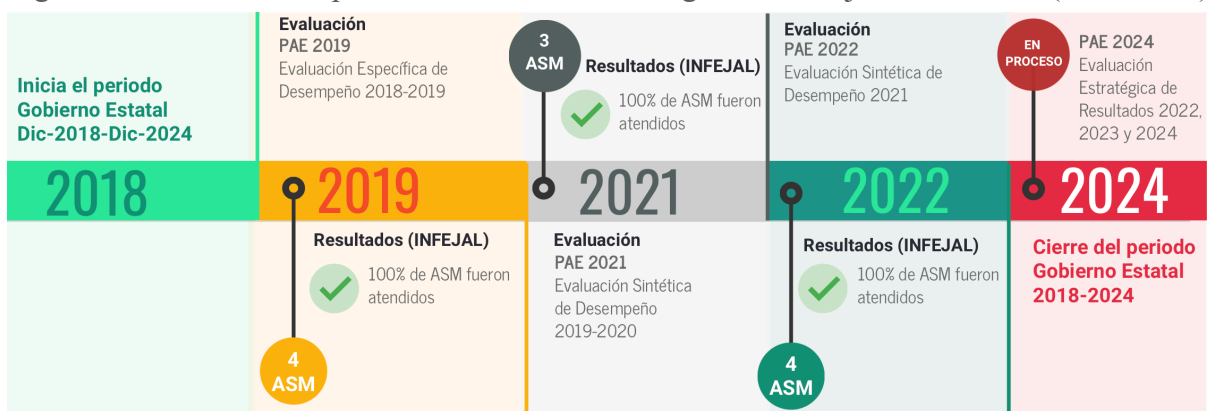 Inicia el periodo
Gobierno Estatal
Dic-2018-Dic-2024
2018
Evaluación
PAE 2019
Evaluación Específica de
Desempeño 2018-2019
2019
Resultados (INFEJAL)
100% de ASM fueron
atendidos
4
ASM
3
ASM
Resultados (INFEJAL)
100% de ASM fueron
atendidos
2021
Evaluación
PAE 2021
Evaluación Sintética
de Desempeño
2019-2020
Evaluación
PAE 2022
Evaluación Sintética de
Desempeño 2021
2022
Resultados (INFEJAL)
100% de ASM fueron
atendidos
4
ASM
EN
PROCESO
PAE 2024
Evaluación
Estratégica de
Resultados 2022,
2023 y 2024
2024
Cierre del periodo
Gobierno Estatal
2018-2024